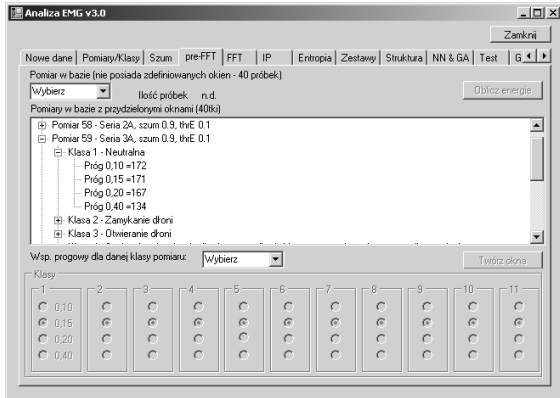 Analiza EMG v3.0
Zamknij
Nowe dane Pomiary/Klasy Szum pre-FFT FFT IP Entropia Zestawy Struktura NN & GA Test G
Pomiar w bazie (nie posiada zdefiniowanych okien - 40 próbek)
Wybierz Ilość próbek n.d. Oblicz energie
Pomiary w bazie z przydzielonymi oknami (40tki)
Pomiar 58 - Seria 2A, szum 0.9, thrE 0.1
Pomiar 59 - Seria 3A, szum 0.9, thrE 0.1
Klasa 1 - Neutralna
Próg 0,10 =172
Próg 0,15 =171
Próg 0,20 =167
Próg 0,40 =134
Klasa 2 - Zamykanie dłoni
Klasa 3 - Otwieranie dłoni
Wsp. progowy dla danej klasy pomiaru: Wybierz Twórz okna
Klasy
1 2 3 4 5 6 7 8 9 10 11
0,10
0,15
0,20
0,40